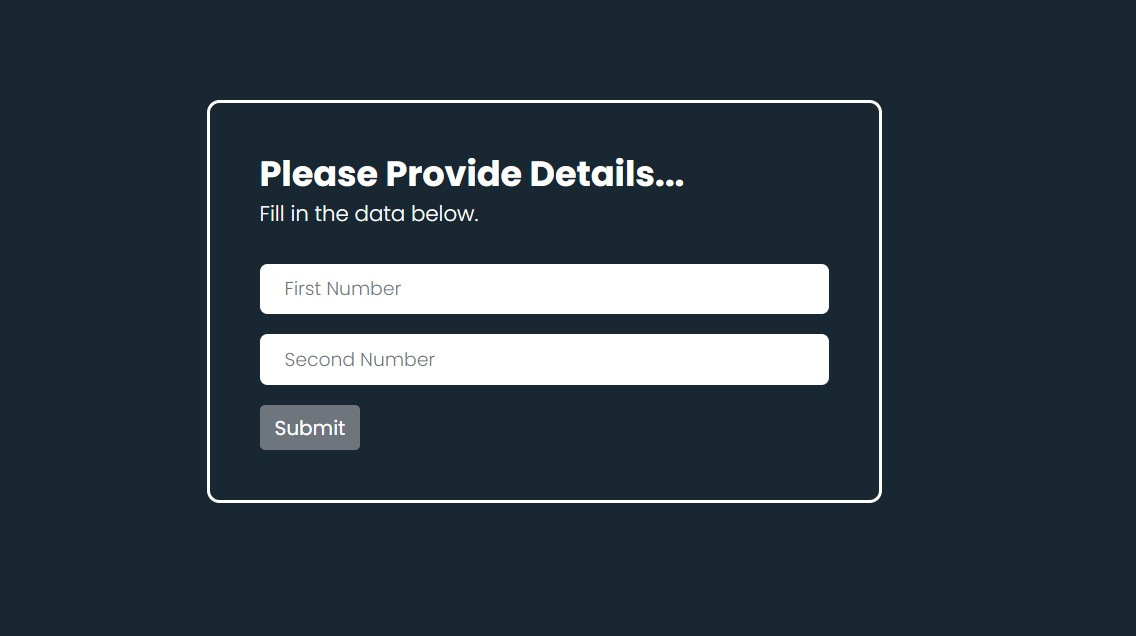 Please Provide Details...
Fill in the data below.
First Number
Second Number
Submit